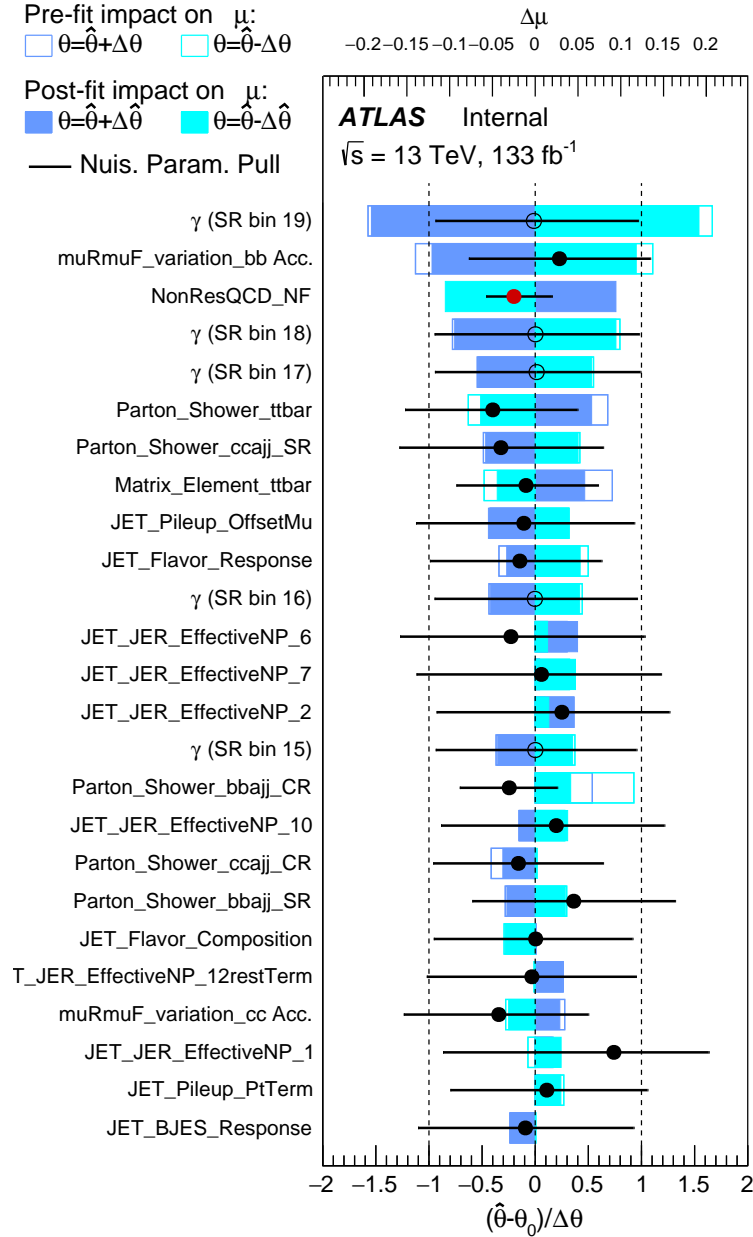 Pre-fit impact on μ:
θ=θ̂+Δθ θ=θ̂-Δθ
Post-fit impact on μ:
θ=θ̂+Δθ̂ θ=θ̂-Δθ̂
Nuis. Param. Pull
Δμ
−0.2 −0.15 −0.1 −0.05 0 0.05 0.1 0.15 0.2
ATLAS Internal
√s = 13 TeV, 133 fb⁻¹
γ (SR bin 19)
muRmuF_variation_bb Acc.
NonResQCD_NF
γ (SR bin 18)
γ (SR bin 17)
Parton_Shower_ttbar
Parton_Shower_ccajj_SR
Matrix_Element_ttbar
JET_Pileup_OffsetMu
JET_Flavor_Response
γ (SR bin 16)
JET_JER_EffectiveNP_6
JET_JER_EffectiveNP_7
JET_JER_EffectiveNP_2
γ (SR bin 15)
Parton_Shower_bbajj_CR
JET_JER_EffectiveNP_10
Parton_Shower_ccajj_CR
Parton_Shower_bbajj_SR
JET_Flavor_Composition
T_JER_EffectiveNP_12restTerm
muRmuF_variation_cc Acc.
JET_JER_EffectiveNP_1
JET_Pileup_PtTerm
JET_BJES_Response
−2 −1.5 −1 −0.5 0 0.5 1 1.5 2
(θ̂-θ₀)/Δθ